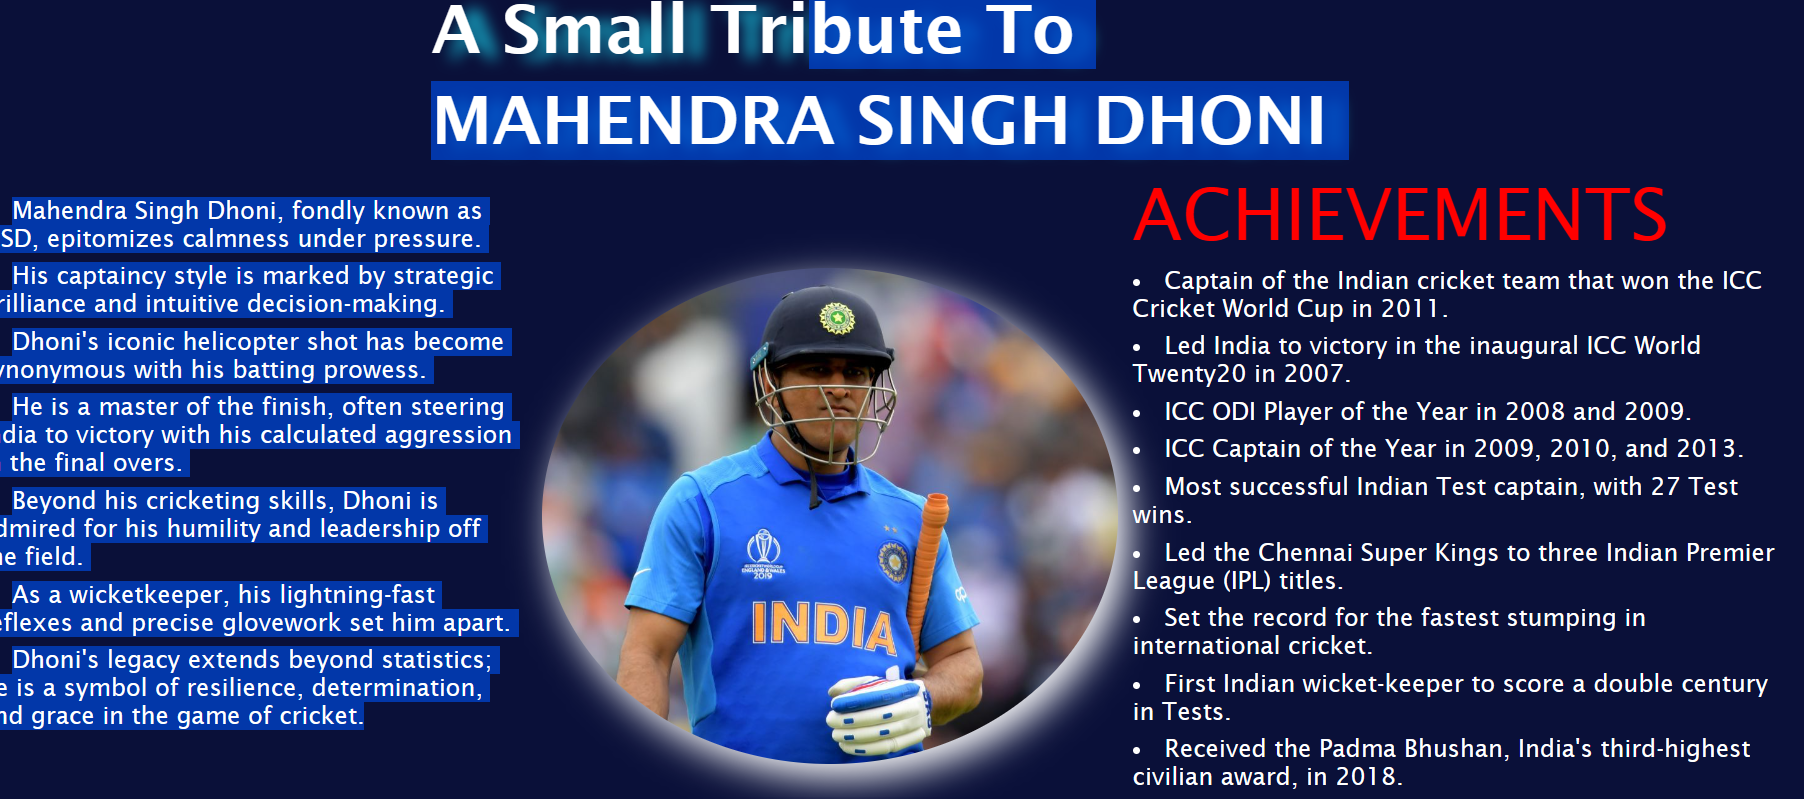 A Small Tribute To
MAHENDRA SINGH DHONI
Mahendra Singh Dhoni, fondly known as
SD, epitomizes calmness under pressure.
His captaincy style is marked by strategic
rilliance and intuitive decision-making.
Dhoni's iconic helicopter shot has become
ynonymous with his batting prowess.
He is a master of the finish, often steering
dia to victory with his calculated aggression
the final overs.
Beyond his cricketing skills, Dhoni is
dmired for his humility and leadership off
e field.
As a wicketkeeper, his lightning-fast
eflexes and precise glovework set him apart.
Dhoni's legacy extends beyond statistics;
e is a symbol of resilience, determination,
nd grace in the game of cricket.
ENGLAND & WALES
2019
INDIA
ACHIEVEMENTS
• Captain of the Indian cricket team that won the ICC
Cricket World Cup in 2011.
• Led India to victory in the inaugural ICC World
Twenty20 in 2007.
• ICC ODI Player of the Year in 2008 and 2009.
• ICC Captain of the Year in 2009, 2010, and 2013.
• Most successful Indian Test captain, with 27 Test
wins.
• Led the Chennai Super Kings to three Indian Premier
League (IPL) titles.
• Set the record for the fastest stumping in
international cricket.
• First Indian wicket-keeper to score a double century
in Tests.
• Received the Padma Bhushan, India's third-highest
civilian award, in 2018.